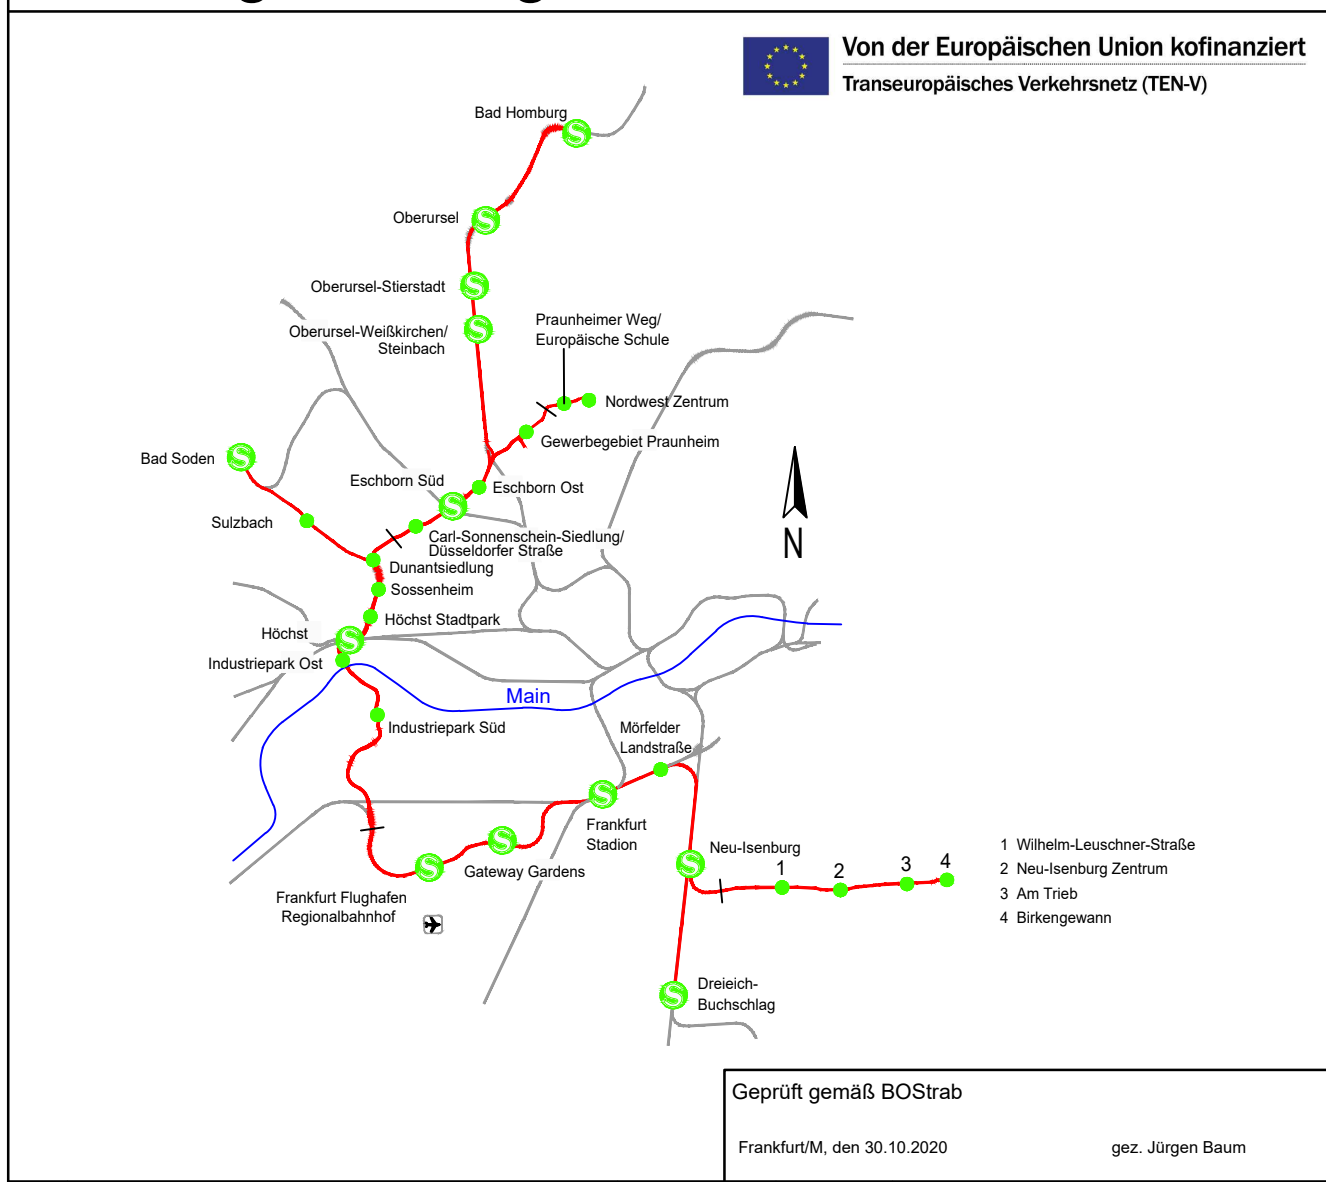 Von der Europäischen Union kofinanziert
Transeuropäisches Verkehrsnetz (TEN-V)
Bad Homburg
Oberursel
Oberursel-Stierstadt
Oberursel-Weißkirchen/
Steinbach
Praunheimer Weg/
Europäische Schule
Nordwest Zentrum
Gewerbegebiet Praunheim
Bad Soden
Eschborn Süd
Eschborn Ost
Sulzbach
Carl-Sonnenschein-Siedlung/
Düsseldorfer Straße
Dunantsiedlung
Sossenheim
Höchst Stadtpark
Höchst
Industriepark Ost
N
Main
Industriepark Süd
Mörfelder
Landstraße
Frankfurt
Stadion
Gateway Gardens
Frankfurt Flughafen
Regionalbahnhof
Neu-Isenburg
1
2
3
4
1 Wilhelm-Leuschner-Straße
2 Neu-Isenburg Zentrum
3 Am Trieb
4 Birkengewann
Dreieich-
Buchschlag
Geprüft gemäß BOStrab
Frankfurt/M, den 30.10.2020
gez. Jürgen Baum